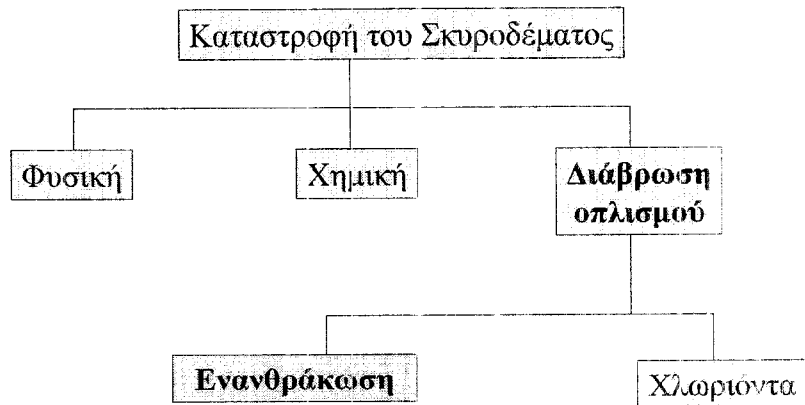 Καταστροφή του Σκυροδέματος
Φυσική
Χημική
Διάβρωση
οπλισμού
Ενανθράκωση
Χλωριόντα